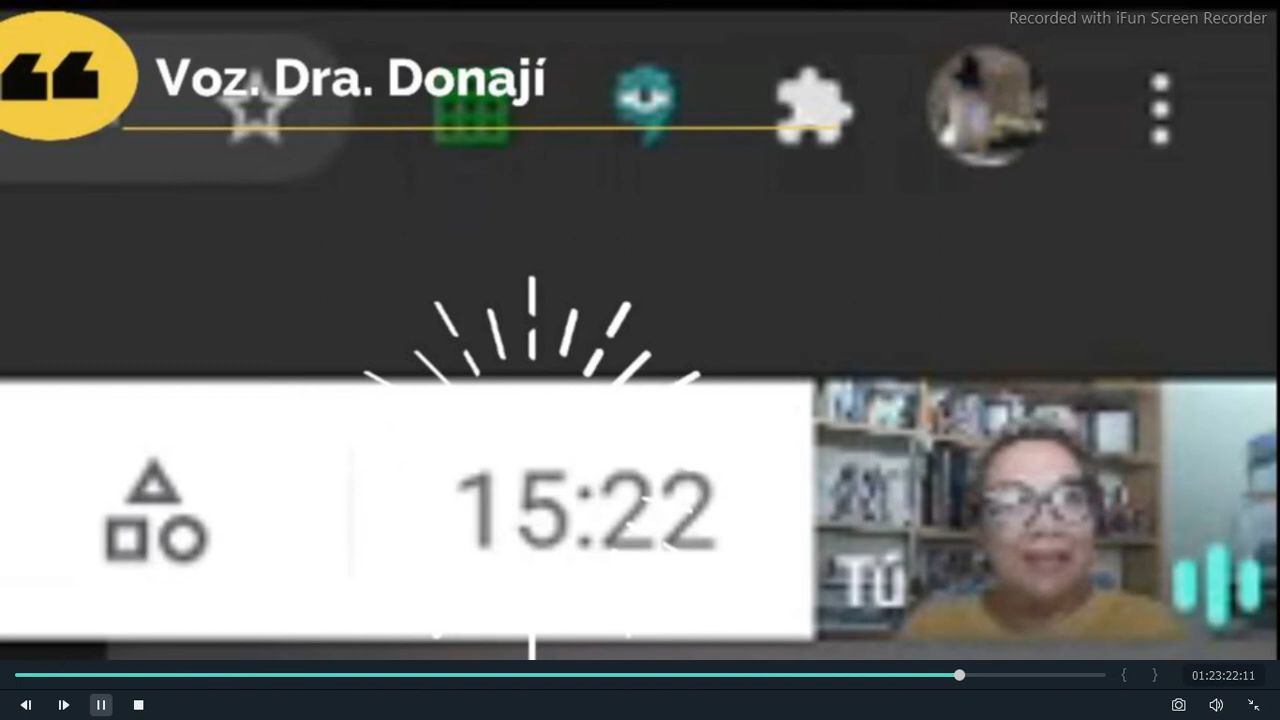 Recorded with iFun Screen Recorder
Voz. Dra. Donají
15:22
Tú
01:23:22:11